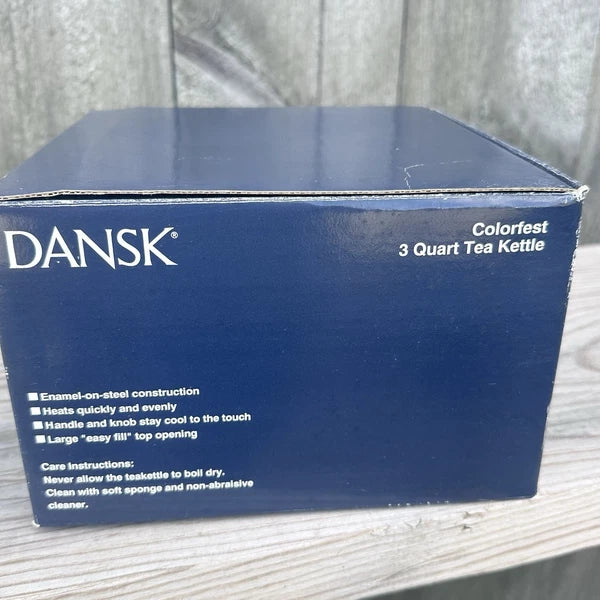 DANSK®
Colorfest
3 Quart Tea Kettle
Enamel-on-steel construction
Heats quickly and evenly
Handle and knob stay cool to the touch
Large "easy fill" top opening
Care Instructions:
Never allow the teakettle to boil dry.
Clean with soft sponge and non-abraisive
cleaner.